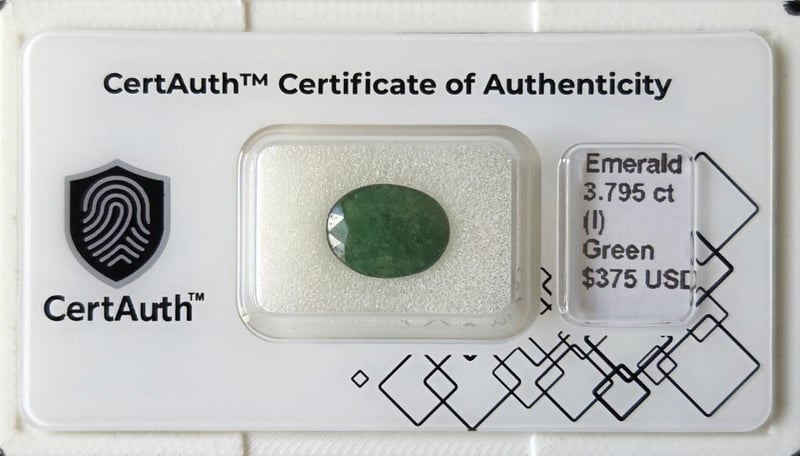 CertAuth™ Certificate of Authenticity
CertAuth™
Emerald
3.795 ct
(I)
Green
$375 USD